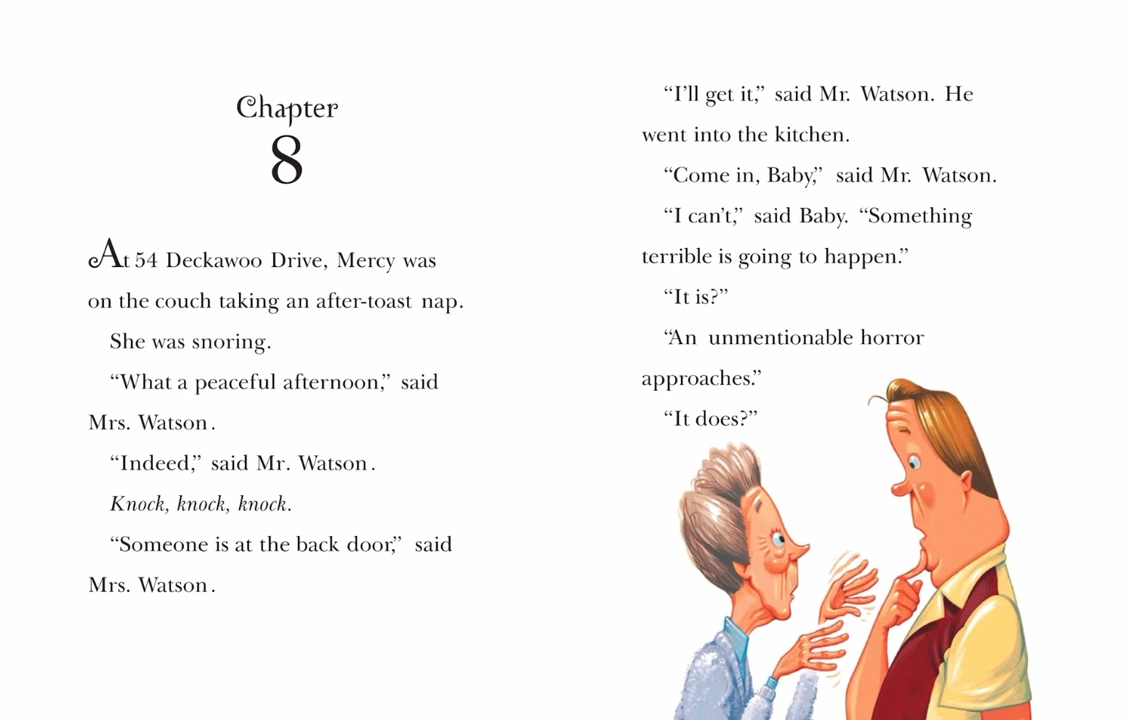 Chapter
8
At 54 Deckawoo Drive, Mercy was
on the couch taking an after-toast nap.
She was snoring.
“What a peaceful afternoon,” said
Mrs. Watson.
“Indeed,” said Mr. Watson.
Knock, knock, knock.
“Someone is at the back door,” said
Mrs. Watson.
“I’ll get it,” said Mr. Watson. He
went into the kitchen.
“Come in, Baby,” said Mr. Watson.
“I can’t,” said Baby. “Something
terrible is going to happen.”
“It is?”
“An unmentionable horror
approaches.”
“It does?”